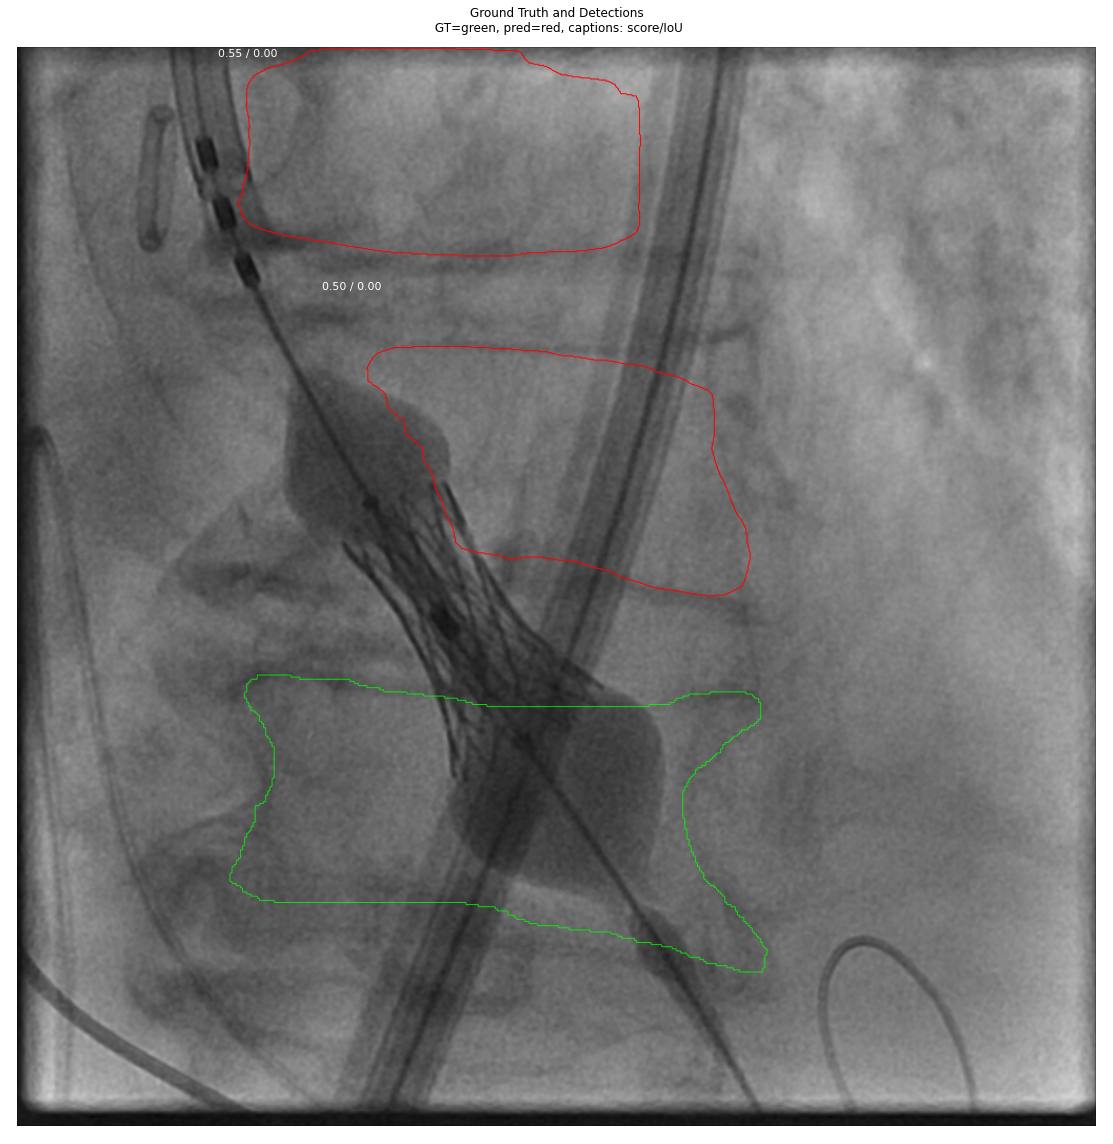 Ground Truth and Detections
GT=green, pred=red, captions: score/IoU
0.55 / 0.00
0.50 / 0.00